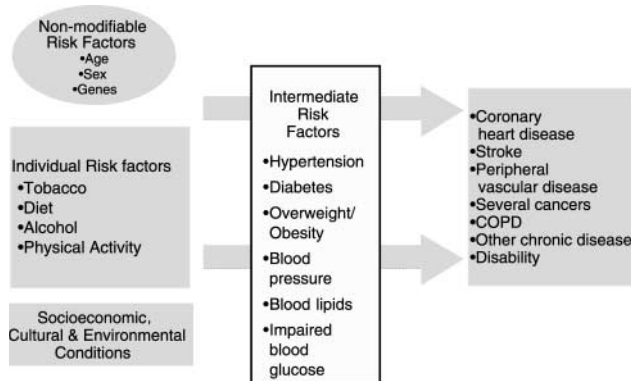 Non-modifiable
Risk Factors
•Age
•Sex
•Genes
Individual Risk factors
•Tobacco
•Diet
•Alcohol
•Physical Activity
Socioeconomic,
Cultural & Environmental
Conditions
Intermediate
Risk
Factors
•Hypertension
•Diabetes
•Overweight/
Obesity
•Blood
pressure
•Blood lipids
•Impaired
blood
glucose
•Coronary
heart disease
•Stroke
•Peripheral
vascular disease
•Several cancers
•COPD
•Other chronic disease
•Disability